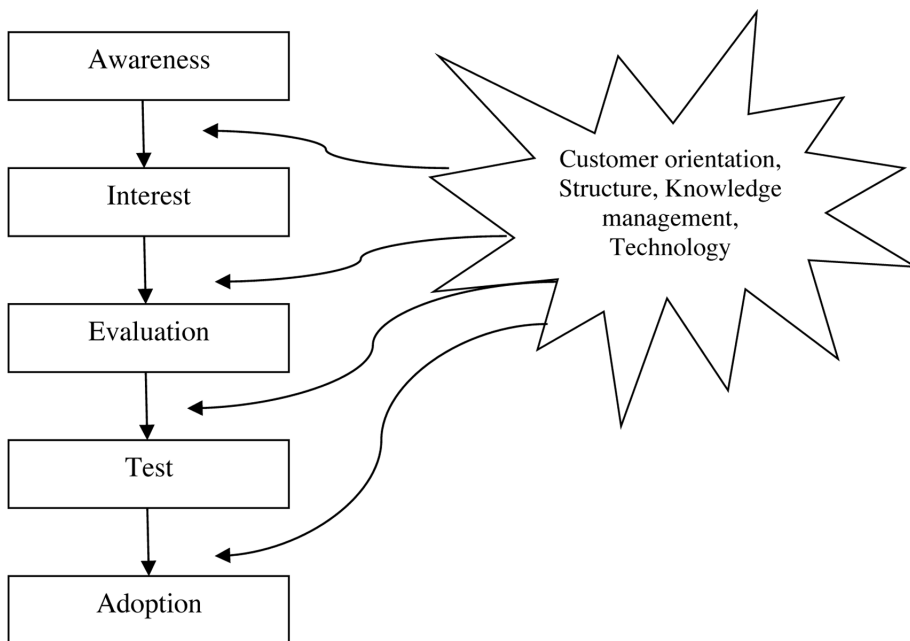 Awareness
Interest
Evaluation
Test
Adoption
Customer orientation,
Structure, Knowledge
management,
Technology